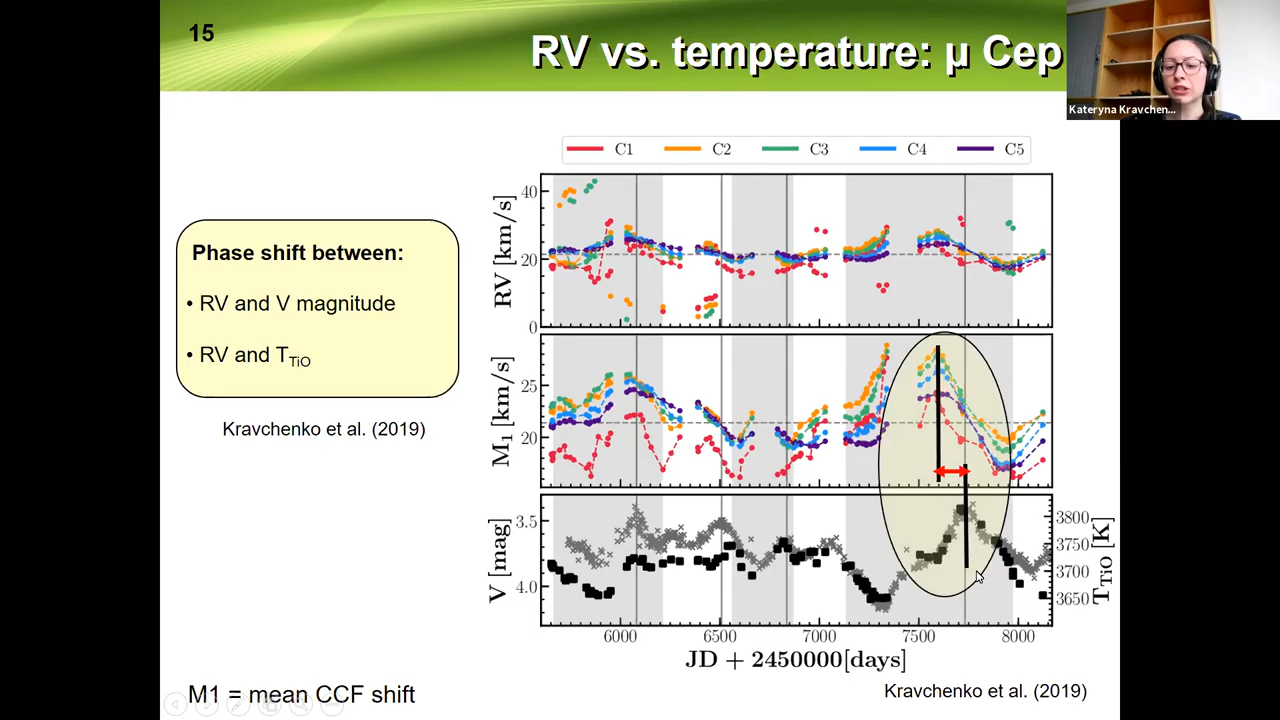 15
RV vs. temperature: μ Cep
Kateryna Kravchen...
C1 C2 C3 C4 C5
Phase shift between:
• RV and V magnitude
• RV and TTiO
Kravchenko et al. (2019)
RV [km/s]
40
20
0
M1 [km/s]
25
20
V [mag]
3.5
4.0
3800
3750
3700
3650
TTiO [K]
6000 6500 7000 7500 8000
JD + 2450000[days]
M1 = mean CCF shift
Kravchenko et al. (2019)